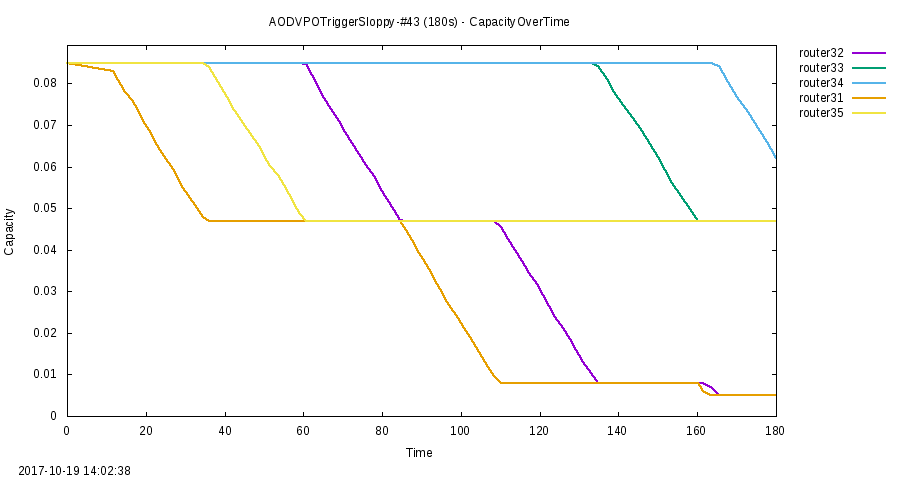 AODVPOTriggerSloppy-#43 (180s) - CapacityOverTime
router32
router33
router34
router31
router35
0.08
0.07
0.06
0.05
0.04
0.03
0.02
0.01
0
Capacity
0 20 40 60 80 100 120 140 160 180
Time
2017-10-19 14:02:38